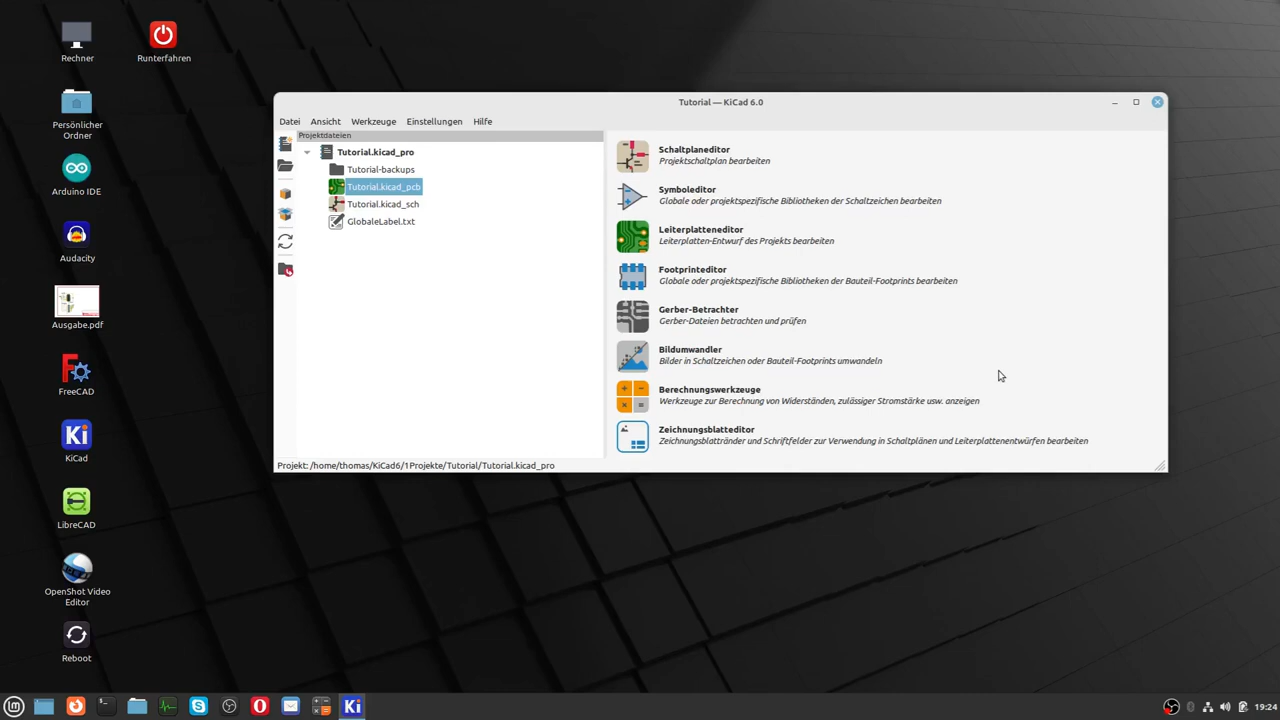 Rechner
Runterfahren
Persönlicher
Ordner
Arduino IDE
Audacity
Ausgabe.pdf
FreeCAD
Ki
KiCad
LibreCAD
OpenShot Video
Editor
Reboot
Tutorial — KiCad 6.0
Datei Ansicht Werkzeuge Einstellungen Hilfe
Projektdateien
Tutorial.kicad_pro
Tutorial-backups
Tutorial.kicad_pcb
Tutorial.kicad_sch
GlobaleLabel.txt
Schaltplaneditor
Projektschaltplan bearbeiten
Symboleditor
Globale oder projektspezifische Bibliotheken der Schaltzeichen bearbeiten
Leiterplatteneditor
Leiterplatten-Entwurf des Projekts bearbeiten
Footprinteditor
Globale oder projektspezifische Bibliotheken der Bauteil-Footprints bearbeiten
Gerber-Betrachter
Gerber-Dateien betrachten und prüfen
Bildumwandler
Bilder in Schaltzeichen oder Bauteil-Footprints umwandeln
Berechnungswerkzeuge
Werkzeuge zur Berechnung von Widerständen, zulässiger Stromstärke usw. anzeigen
Zeichnungsblatteditor
Zeichnungsblattränder und Schriftfelder zur Verwendung in Schaltplänen und Leiterplattenentwürfen bearbeiten
Projekt: /home/thomas/KiCad6/1Projekte/Tutorial/Tutorial.kicad_pro
Ki
19:24